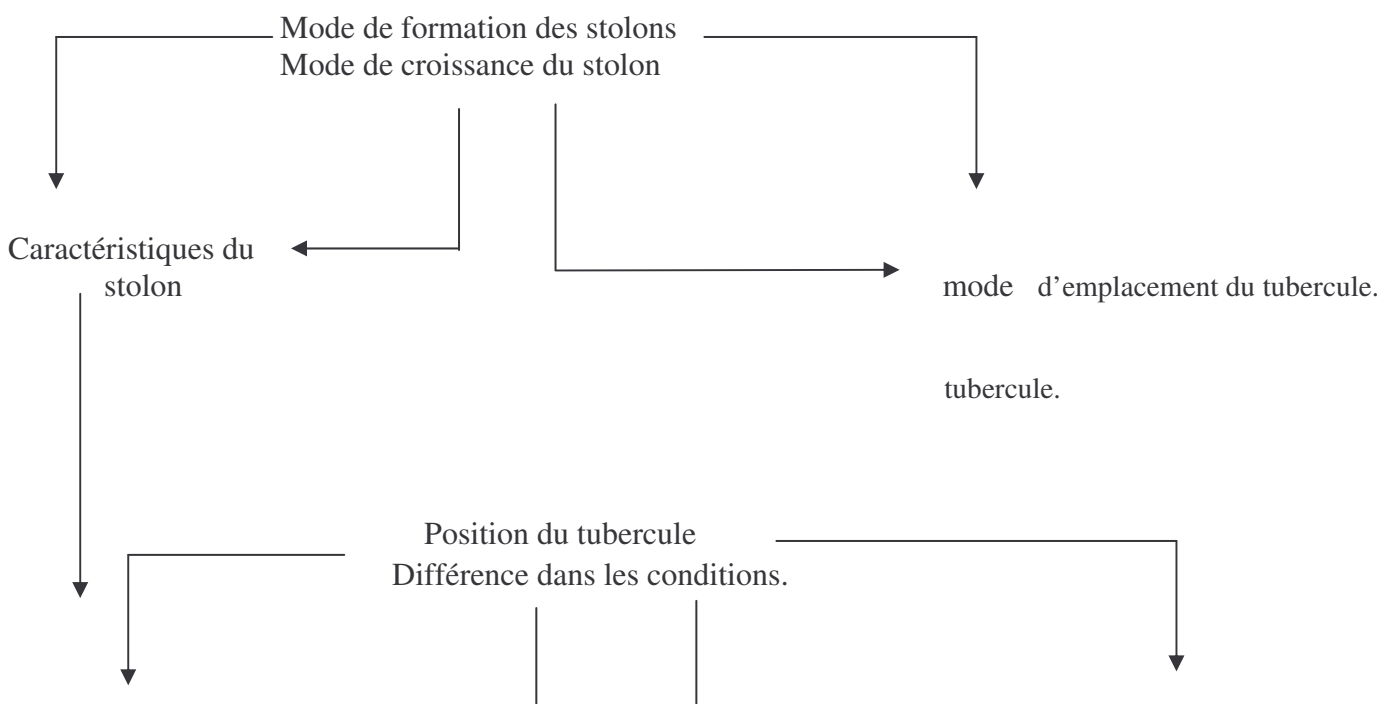 Mode de formation des stolons
Mode de croissance du stolon
Caractéristiques du
stolon
mode d’emplacement du tubercule.
tubercule.
Position du tubercule
Différence dans les conditions.